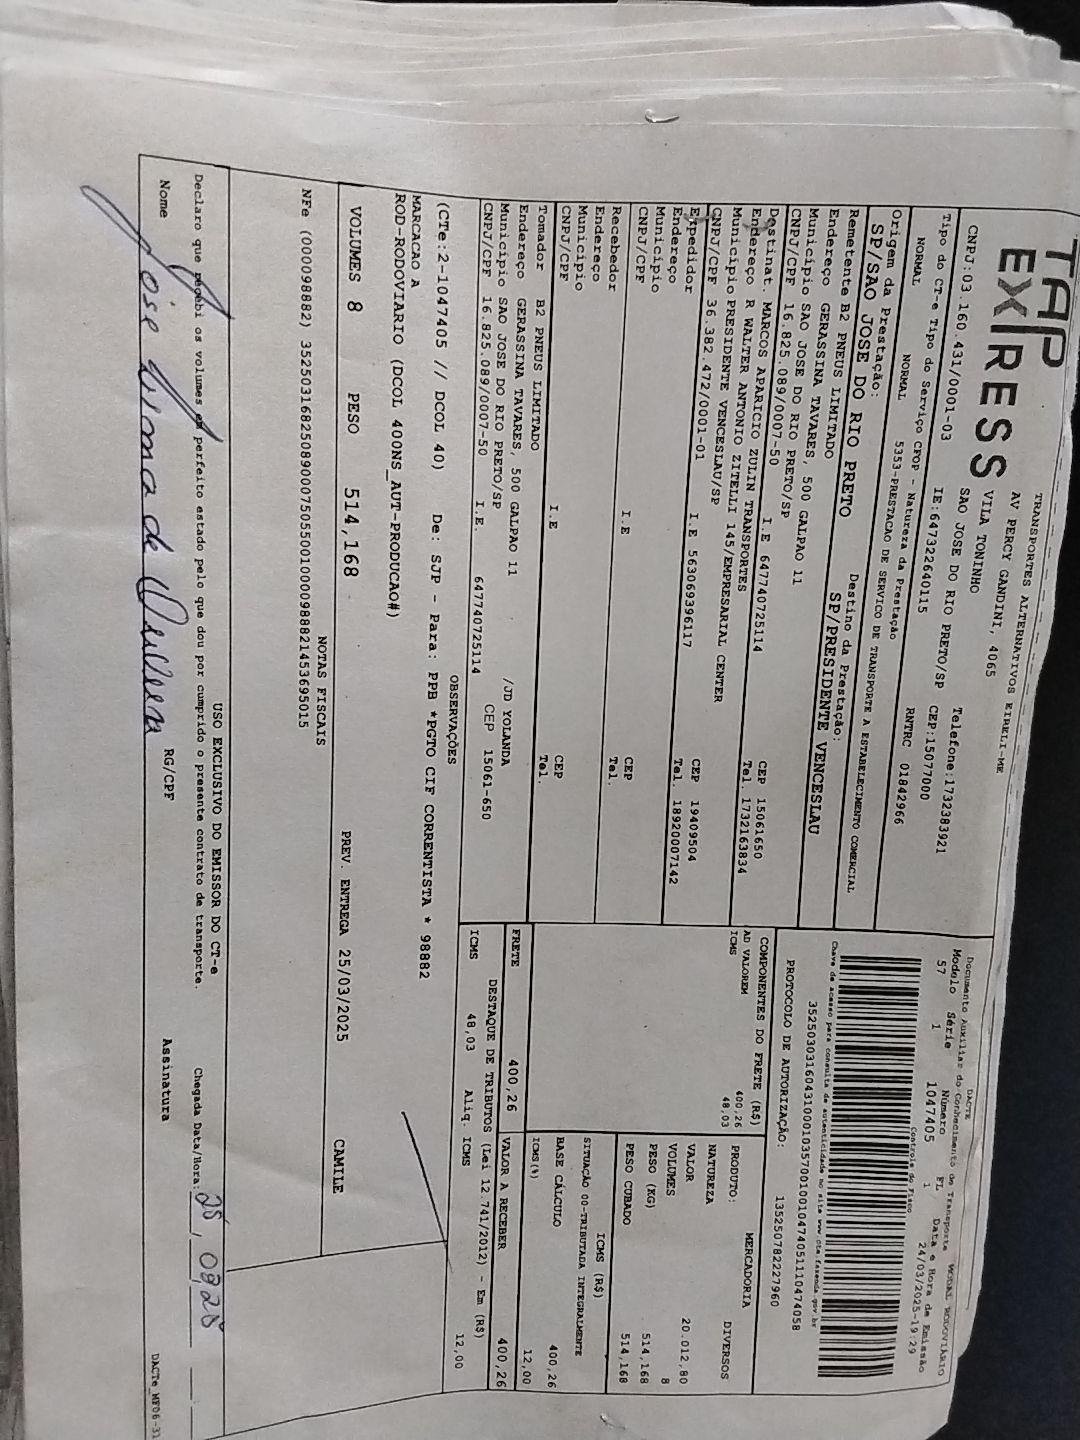 TAP
EXPRESS
TRANSPORTES ALTERNATIVOS EIRELI-ME
AV PERCY GANDINI, 4065
VILA TONINHO
SAO JOSE DO RIO PRETO/SP
Telefone:1732383921
CNPJ:03.160.431/0001-03
IE:647322640115
CEP:15077000
Tipo do CT-e Tipo do Serviço CFOP - Natureza da Prestação
RNTRC 01842966
NORMAL NORMAL 5353-PRESTACAO DE SERVICO DE TRANSPORTE A ESTABELECIMENTO COMERCIAL
Origem da Prestação:
SP/SAO JOSE DO RIO PRETO
Destino da Prestação:
SP/PRESIDENTE VENCESLAU
Remetente B2 PNEUS LIMITADO
Endereço GERASSINA TAVARES, 500 GALPAO 11
Município SAO JOSE DO RIO PRETO/SP
CEP 15061650
CNPJ/CPF 16.825.089/0007-50 I.E 647740725114 Tel. 1732163834
Destinat. MARCOS APARICIO ZULIN TRANSPORTES
Endereço R WALTER ANTONIO ZITELLI 145/EMPRESARIAL CENTER
Município PRESIDENTE VENCESLAU/SP CEP 19409504
CNPJ/CPF 36.382.472/0001-01 I.E 563069396117 Tel. 18920007142
Expedidor
Endereço
Município CEP
CNPJ/CPF I.E Tel.
Recebedor
Endereço
Município CEP
CNPJ/CPF I.E Tel.
Tomador B2 PNEUS LIMITADO
Endereço GERASSINA TAVARES, 500 GALPAO 11 /JD YOLANDA
Município SAO JOSE DO RIO PRETO/SP CEP 15061-650
CNPJ/CPF 16.825.089/0007-50 I.E. 647740725114
DACTE
Documento Auxiliar do Conhecimento de Transporte MODAL RODOVIÁRIO
Modelo Série Número FL Data e Hora de Emissão
57 1 1047405 1 24/03/2025-19:29
Controle do Fisco
Chave de acesso para consulta de autenticidade no site www.cte.fazenda.gov.br
35250303160431000103570010010474051110474058
PROTOCOLO DE AUTORIZAÇÃO: 135250782227960
COMPONENTES DO FRETE (R$)
AD VALOREM 400,26
ICMS 48,03
PRODUTO: MERCADORIA
NATUREZA DIVERSOS
VALOR 20.012,80
VOLUMES 8
PESO (KG) 514,168
PESO CUBADO 514,168
ICMS (R$)
SITUAÇÃO 00-TRIBUTADA INTEGRALMENTE
BASE CÁLCULO 400,26
ICMS(%) 12,00
FRETE 400,26 VALOR A RECEBER 400,26
DESTAQUE DE TRIBUTOS (Lei 12.741/2012) - Em (R$)
ICMS 48,03 Aliq. ICMS 12,00
OBSERVAÇÕES
(CTe:2-1047405 // DCOL 40) De: SJP - Para: PPB *PGTO CIF CORRENTISTA * 98882
MARCACAO A
ROD-RODOVIARIO (DCOL 400NS_AUT-PRODUCAO#)
VOLUMES 8 PESO 514,168 PREV. ENTREGA 25/03/2025 CAMILE
NOTAS FISCAIS
NFe (000098882) 35250316825089000750550010000988821453695015
USO EXCLUSIVO DO EMISSOR DO CT-e
Declaro que recebi os volumes em perfeito estado pelo que dou por cumprido o presente contrato de transporte.
Chegada Data/Hora:
Nome Jose RG/CPF Assinatura
DACTe_MF06-31